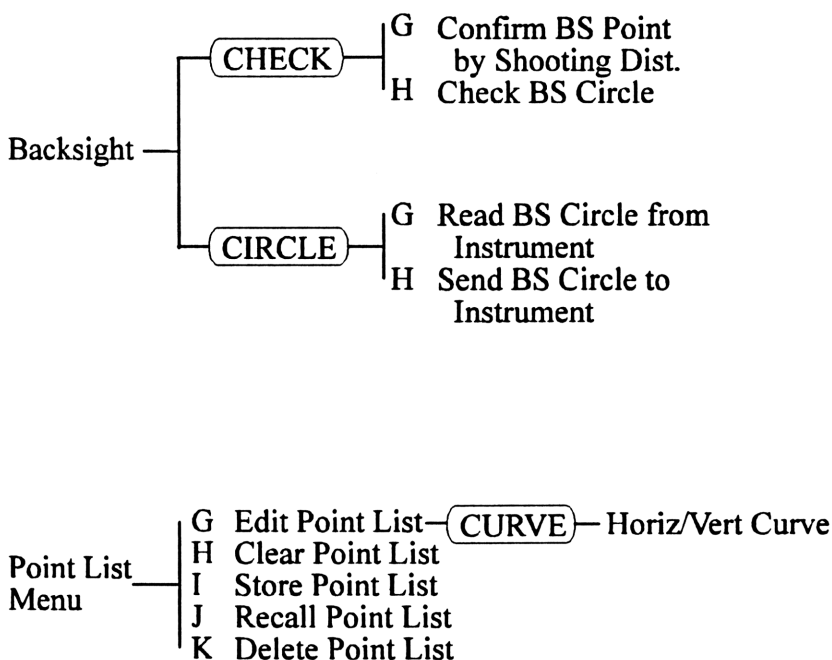 G Confirm BS Point
CHECK
by Shooting Dist.
H Check BS Circle
Backsight
G Read BS Circle from
CIRCLE
Instrument
H Send BS Circle to
Instrument
G Edit Point List CURVE Horiz/Vert Curve
H Clear Point List
Point List
Menu
I Store Point List
J Recall Point List
K Delete Point List